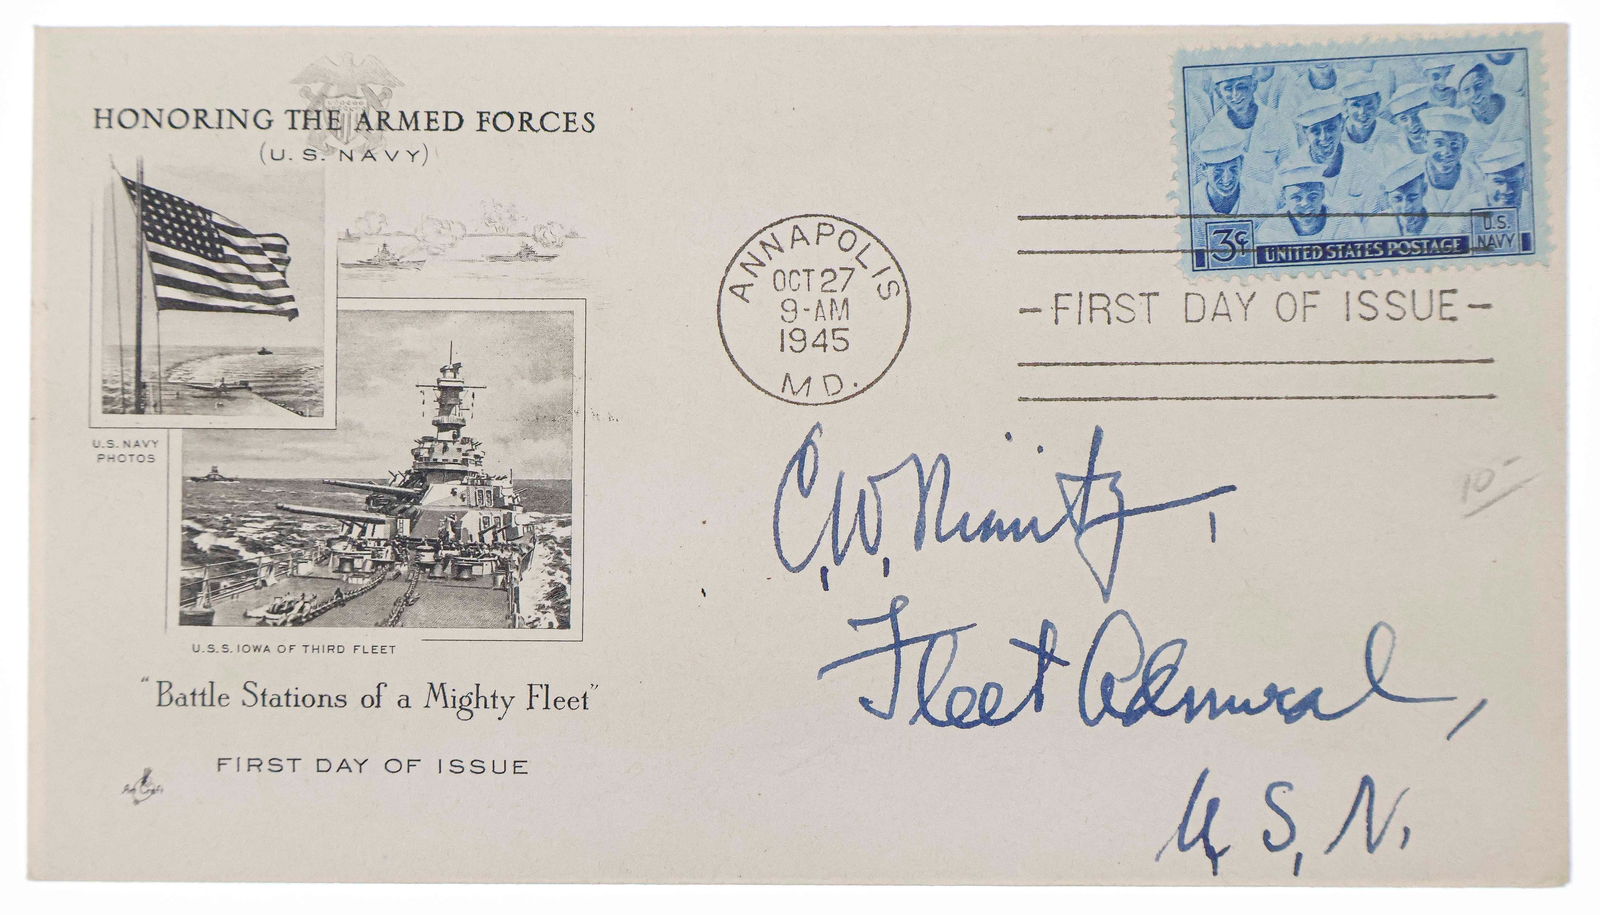 HONORING THE ARMED FORCES
(U.S. NAVY)
U.S. NAVY
PHOTOS
U.S.S. IOWA OF THIRD FLEET
"Battle Stations of a Mighty Fleet"
FIRST DAY OF ISSUE
Art Craft
ANNAPOLIS
OCT 27
9-AM
1945
MD.
3¢
UNITED STATES POSTAGE
U.S.
NAVY
-FIRST DAY OF ISSUE-
10-
C.W. Nimitz,
Fleet Admiral,
U.S.N.